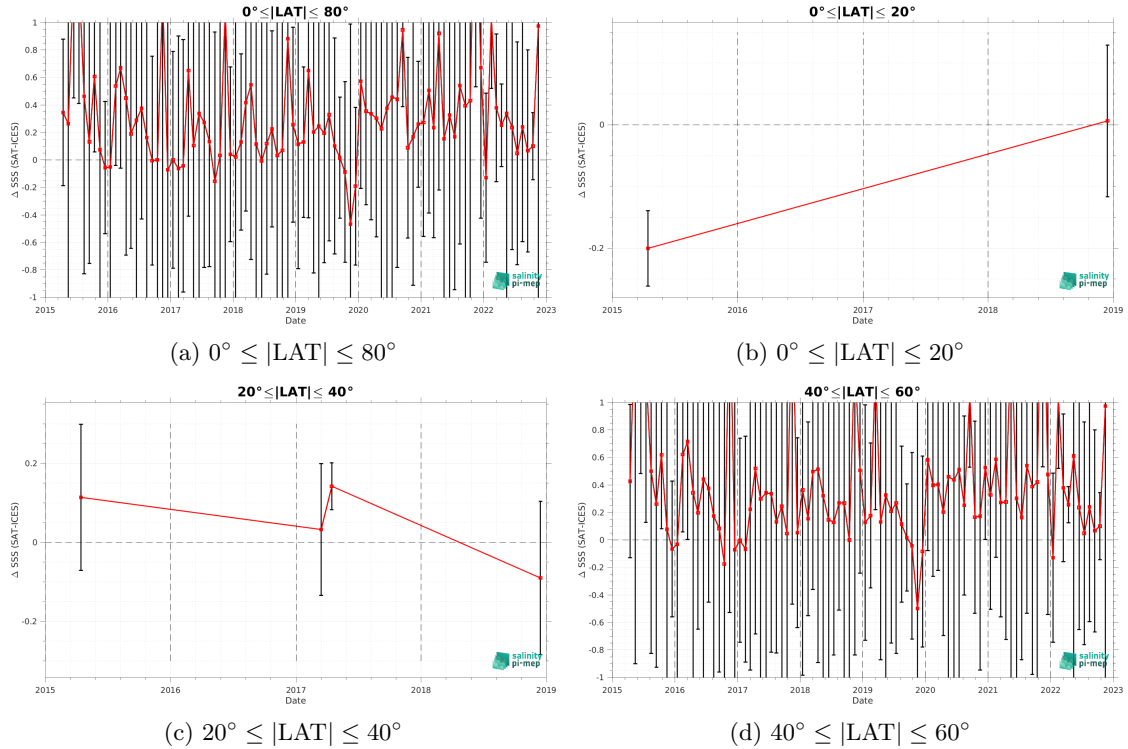 0°≤|LAT|≤ 80°
Δ SSS (SAT-ICES)
1
0.8
0.6
0.4
0.2
0
-0.2
-0.4
-0.6
-0.8
-1
2015 2016 2017 2018 2019 2020 2021 2022 2023
Date
salinity
pi-mep
(a) 0° ≤ |LAT| ≤ 80°
0°≤|LAT|≤ 20°
Δ SSS (SAT-ICES)
0
-0.2
2015 2016 2017 2018 2019
Date
salinity
pi-mep
(b) 0° ≤ |LAT| ≤ 20°
20°≤|LAT|≤ 40°
Δ SSS (SAT-ICES)
0.2
0
-0.2
2015 2016 2017 2018 2019
Date
salinity
pi-mep
(c) 20° ≤ |LAT| ≤ 40°
40°≤|LAT|≤ 60°
Δ SSS (SAT-ICES)
1
0.8
0.6
0.4
0.2
0
-0.2
-0.4
-0.6
-0.8
-1
2015 2016 2017 2018 2019 2020 2021 2022 2023
Date
salinity
pi-mep
(d) 40° ≤ |LAT| ≤ 60°